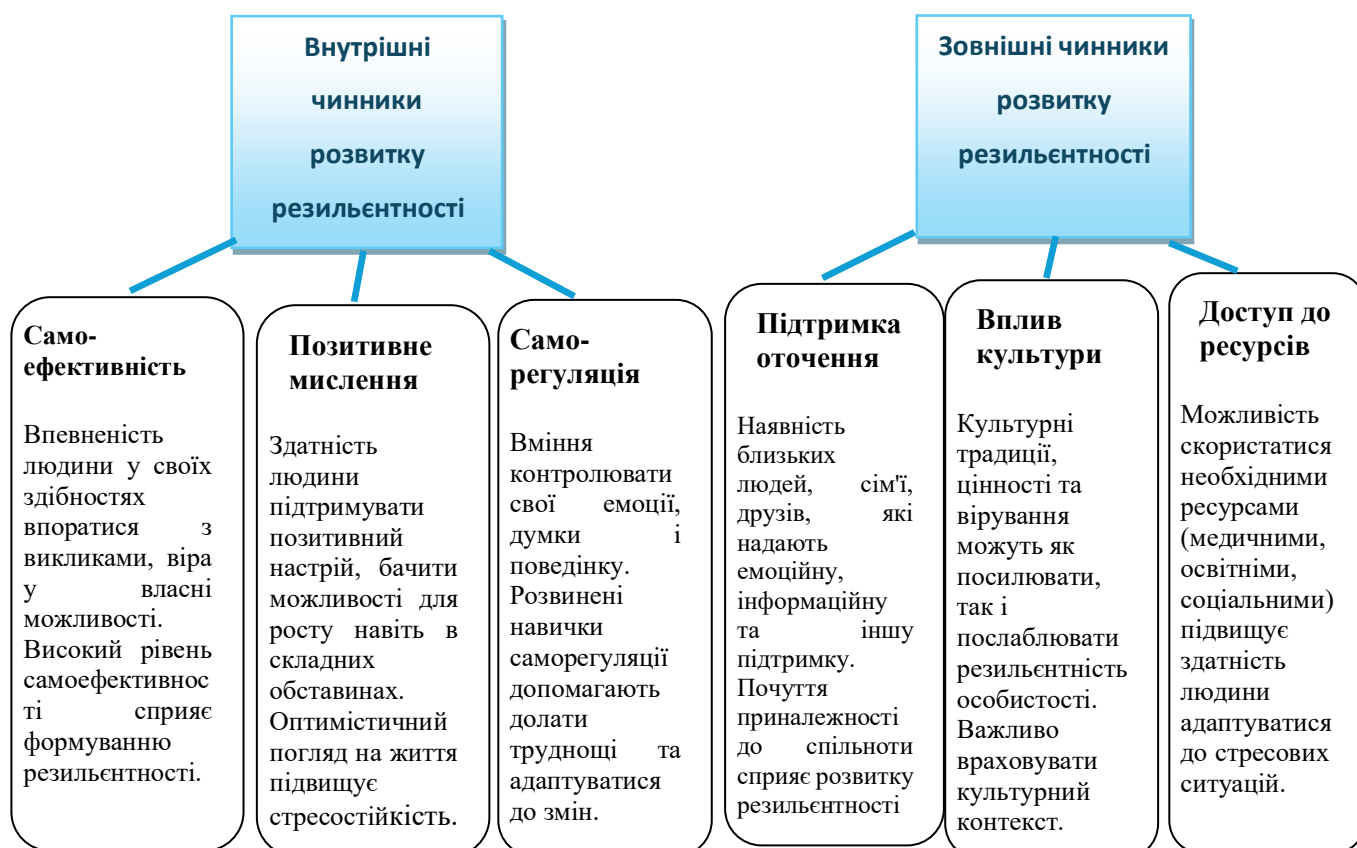 Внутрішні
чинники
розвитку
резильєнтності
Зовнішні чинники
розвитку
резильєнтності
Само-
ефективність
Впевненість
людини у своїх
здібностях
впоратися з
викликами, віра
у власні
можливості.
Високий рівень
самоефективнос
ті сприяє
формуванню
резильєнтності.
Позитивне
мислення
Здатність
людини
підтримувати
позитивний
настрій, бачити
можливості для
росту навіть в
складних
обставинах.
Оптимістичний
погляд на життя
підвищує
стресостійкість.
Само-
регуляція
Вміння
контролювати
свої емоції,
думки і
поведінку.
Розвинені
навички
саморегуляції
допомагають
долати
труднощі та
адаптуватися
до змін.
Підтримка
оточення
Наявність
близьких
людей, сім'ї,
друзів, які
надають
емоційну,
інформаційну
та іншу
підтримку.
Почуття
приналежності
до спільноти
сприяє розвитку
резильєнтності
Вплив
культури
Культурні
традиції,
цінності та
вірування
можуть як
посилювати,
так і
послаблювати
резильєнтність
особистості.
Важливо
враховувати
культурний
контекст.
Доступ до
ресурсів
Можливість
скористатися
необхідними
ресурсами
(медичними,
освітніми,
соціальними)
підвищує
здатність
людини
адаптуватися
до стресових
ситуацій.